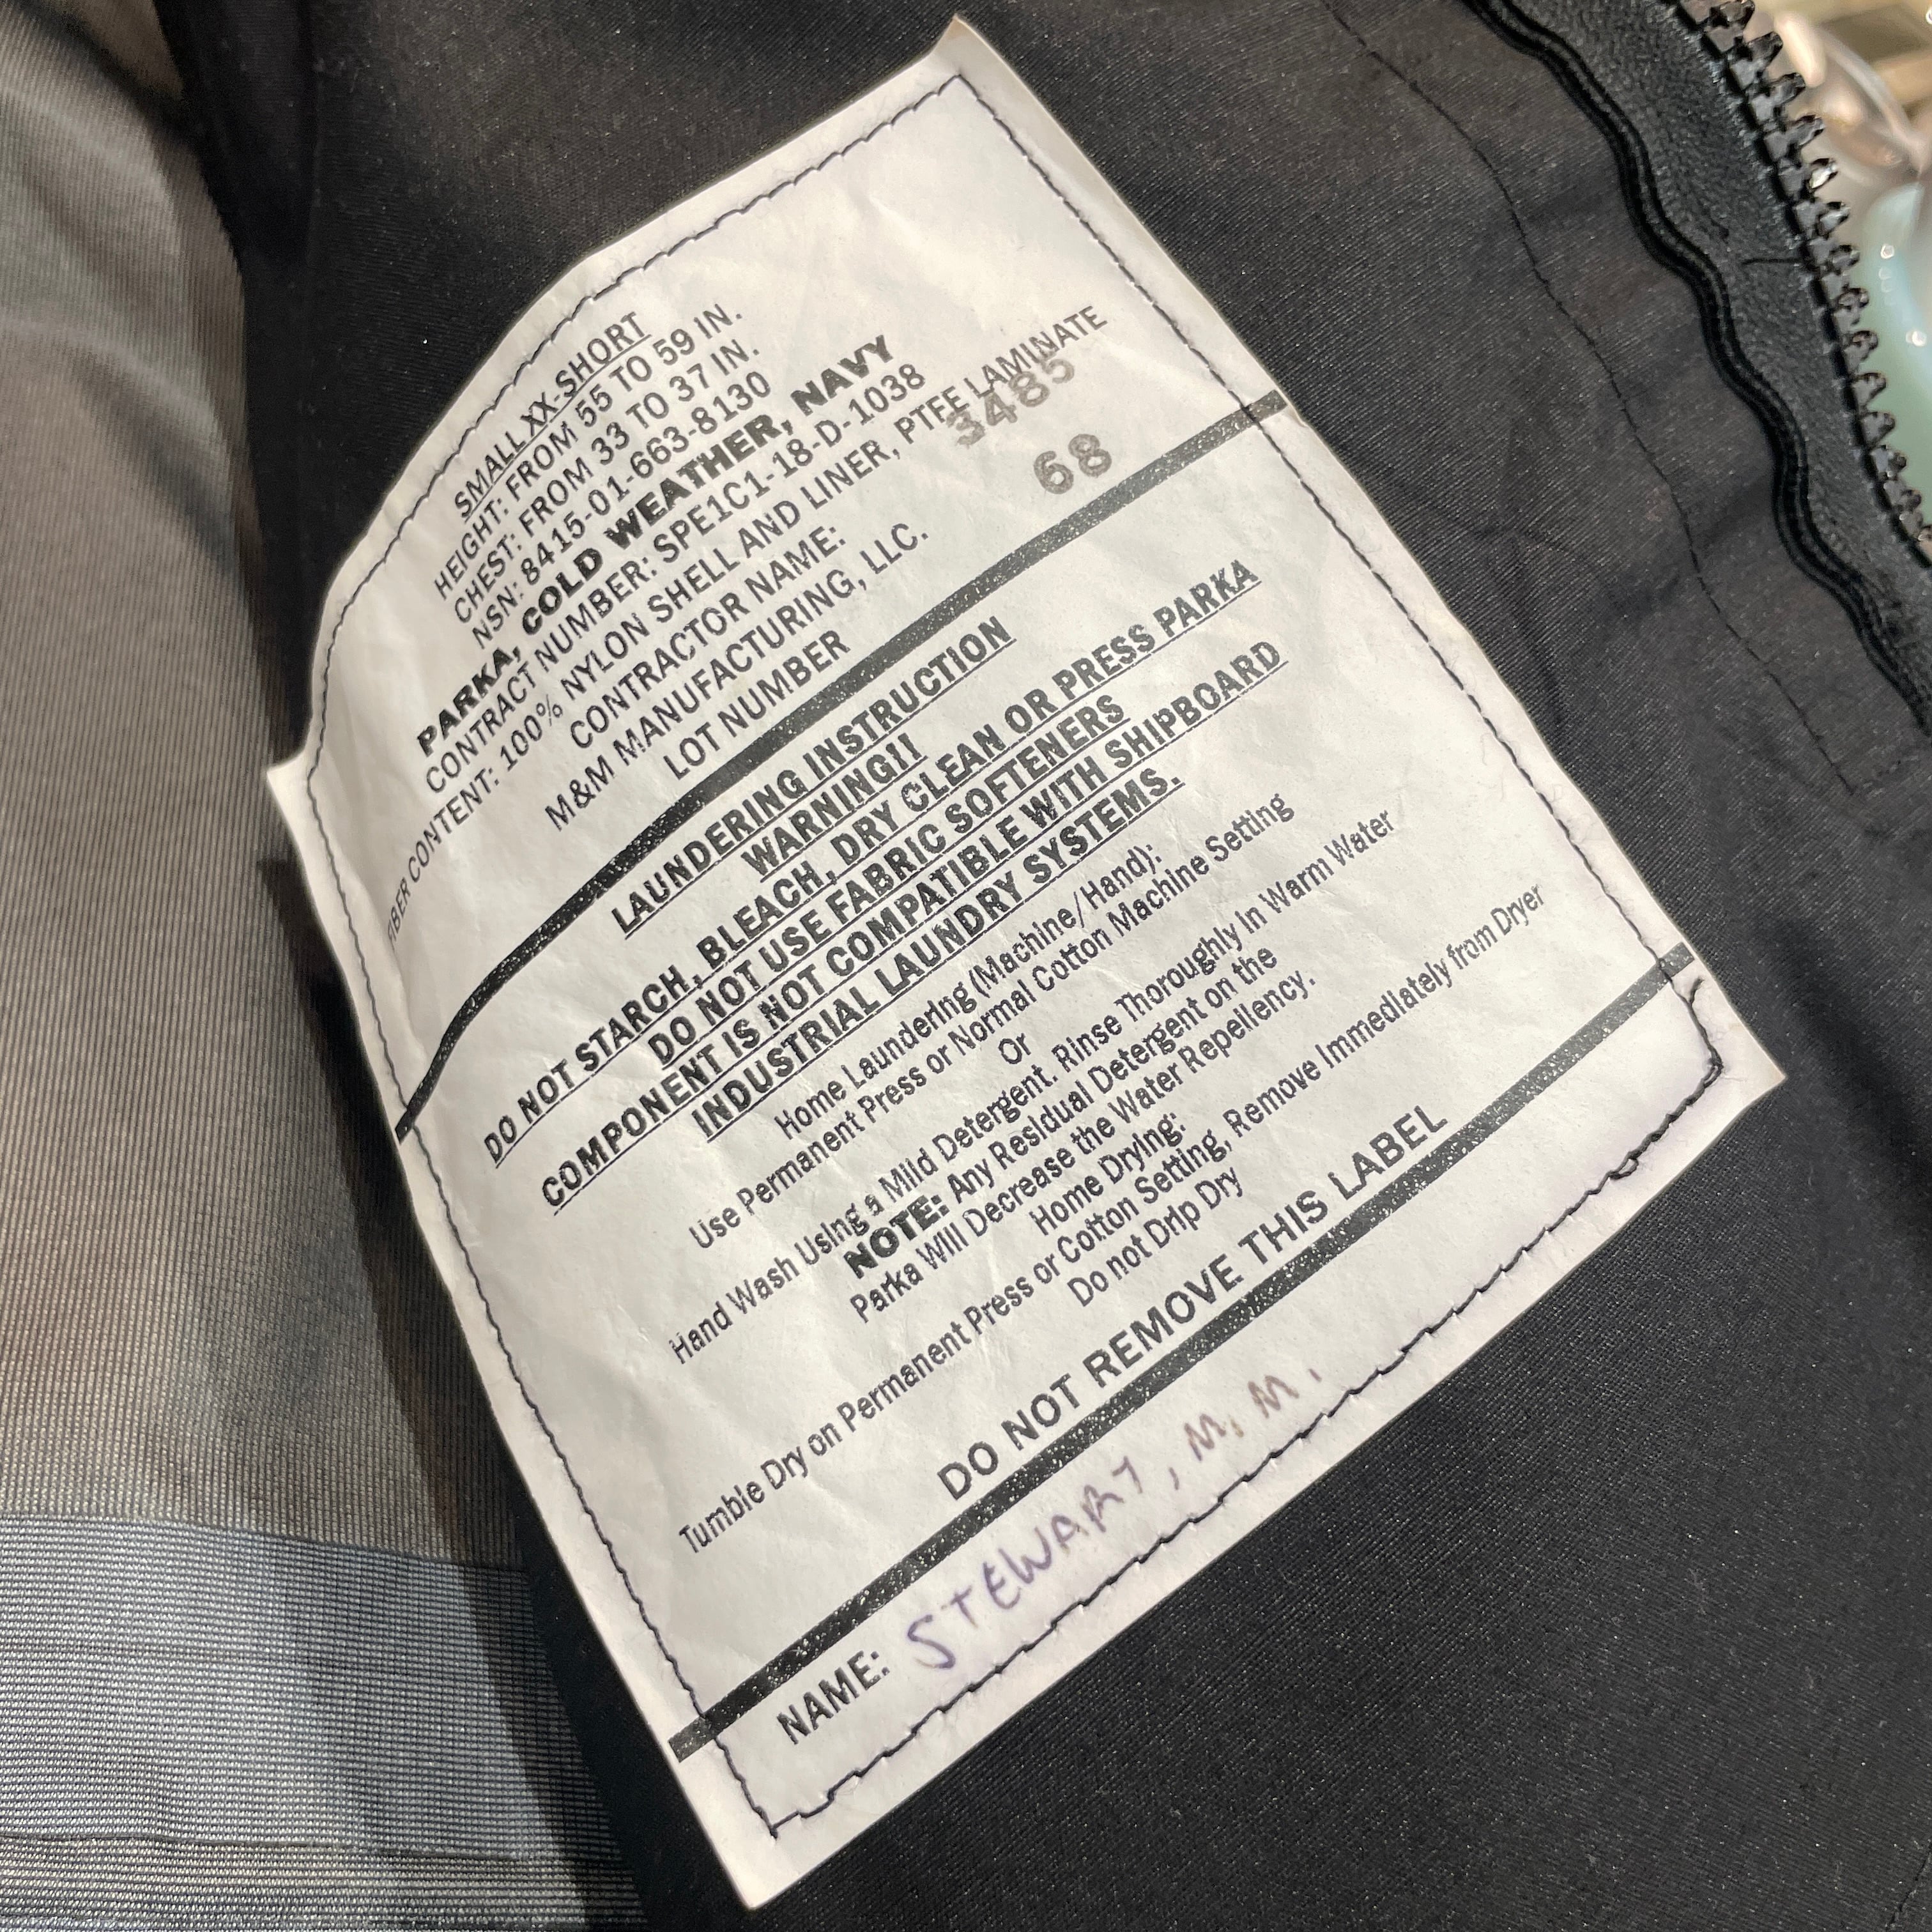 SMALL XX-SHORT
HEIGHT: FROM 55 TO 59 IN.
CHEST: FROM 33 TO 37 IN.
NSN: 8415-01-663-8130
PARKA, COLD WEATHER, NAVY
CONTRACT NUMBER: SPE1C1-18-D-1038
FIBER CONTENT: 100% NYLON SHELL AND LINER, PTFE LAMINATE
CONTRACTOR NAME:
3485
M&M MANUFACTURING, LLC.
68
LOT NUMBER
LAUNDERING INSTRUCTION
WARNING!!
DO NOT STARCH, BLEACH, DRY CLEAN OR PRESS PARKA
DO NOT USE FABRIC SOFTENERS
COMPONENT IS NOT COMPATIBLE WITH SHIPBOARD
INDUSTRIAL LAUNDRY SYSTEMS.
Home Laundering (Machine/Hand):
Use Permanent Press or Normal Cotton Machine Setting
Or
Hand Wash Using a Mild Detergent. Rinse Thoroughly In Warm Water
NOTE: Any Residual Detergent on the
Parka Will Decrease the Water Repellency.
Home Drying:
Tumble Dry on Permanent Press or Cotton Setting, Remove Immediately from Dryer
Do not Drip Dry
DO NOT REMOVE THIS LABEL
NAME: STEWART, M. M.